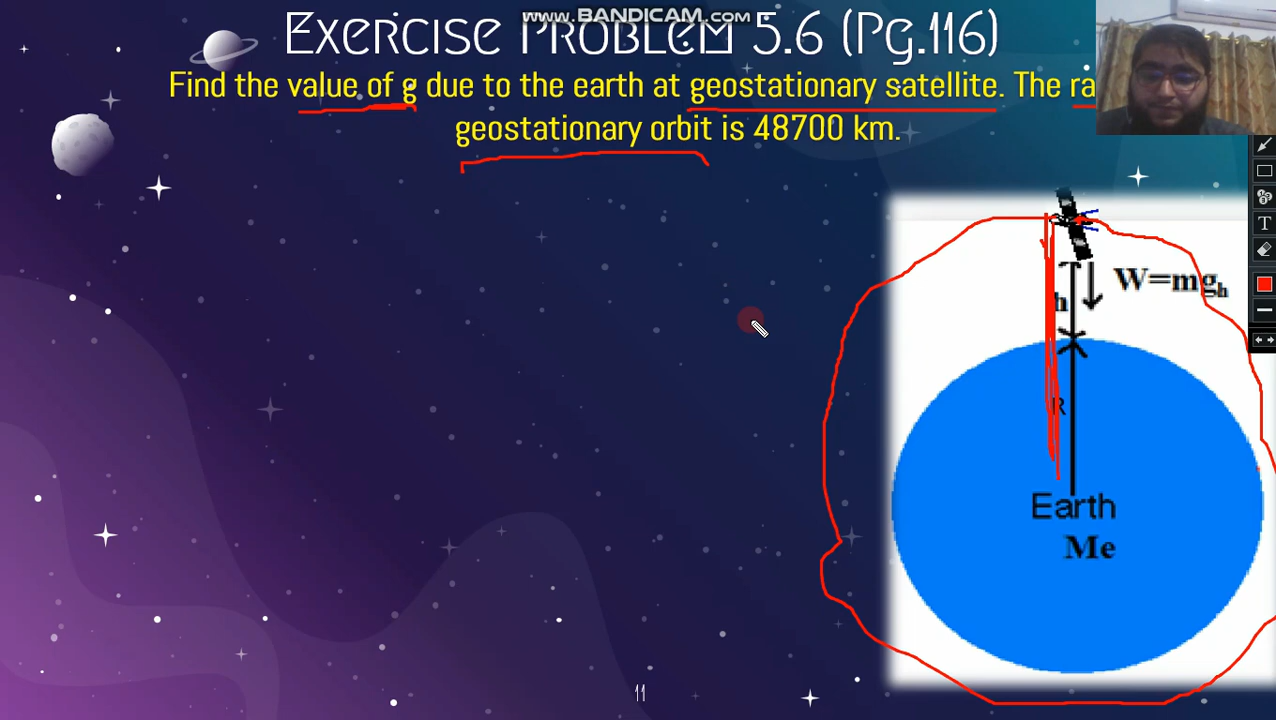 www.BANDICAM.com
Exercise Problem 5.6 (Pg.116)
Find the value of g due to the earth at geostationary satellite. The ra
geostationary orbit is 48700 km.
T
h
W=mgh
R
Earth
Me
11